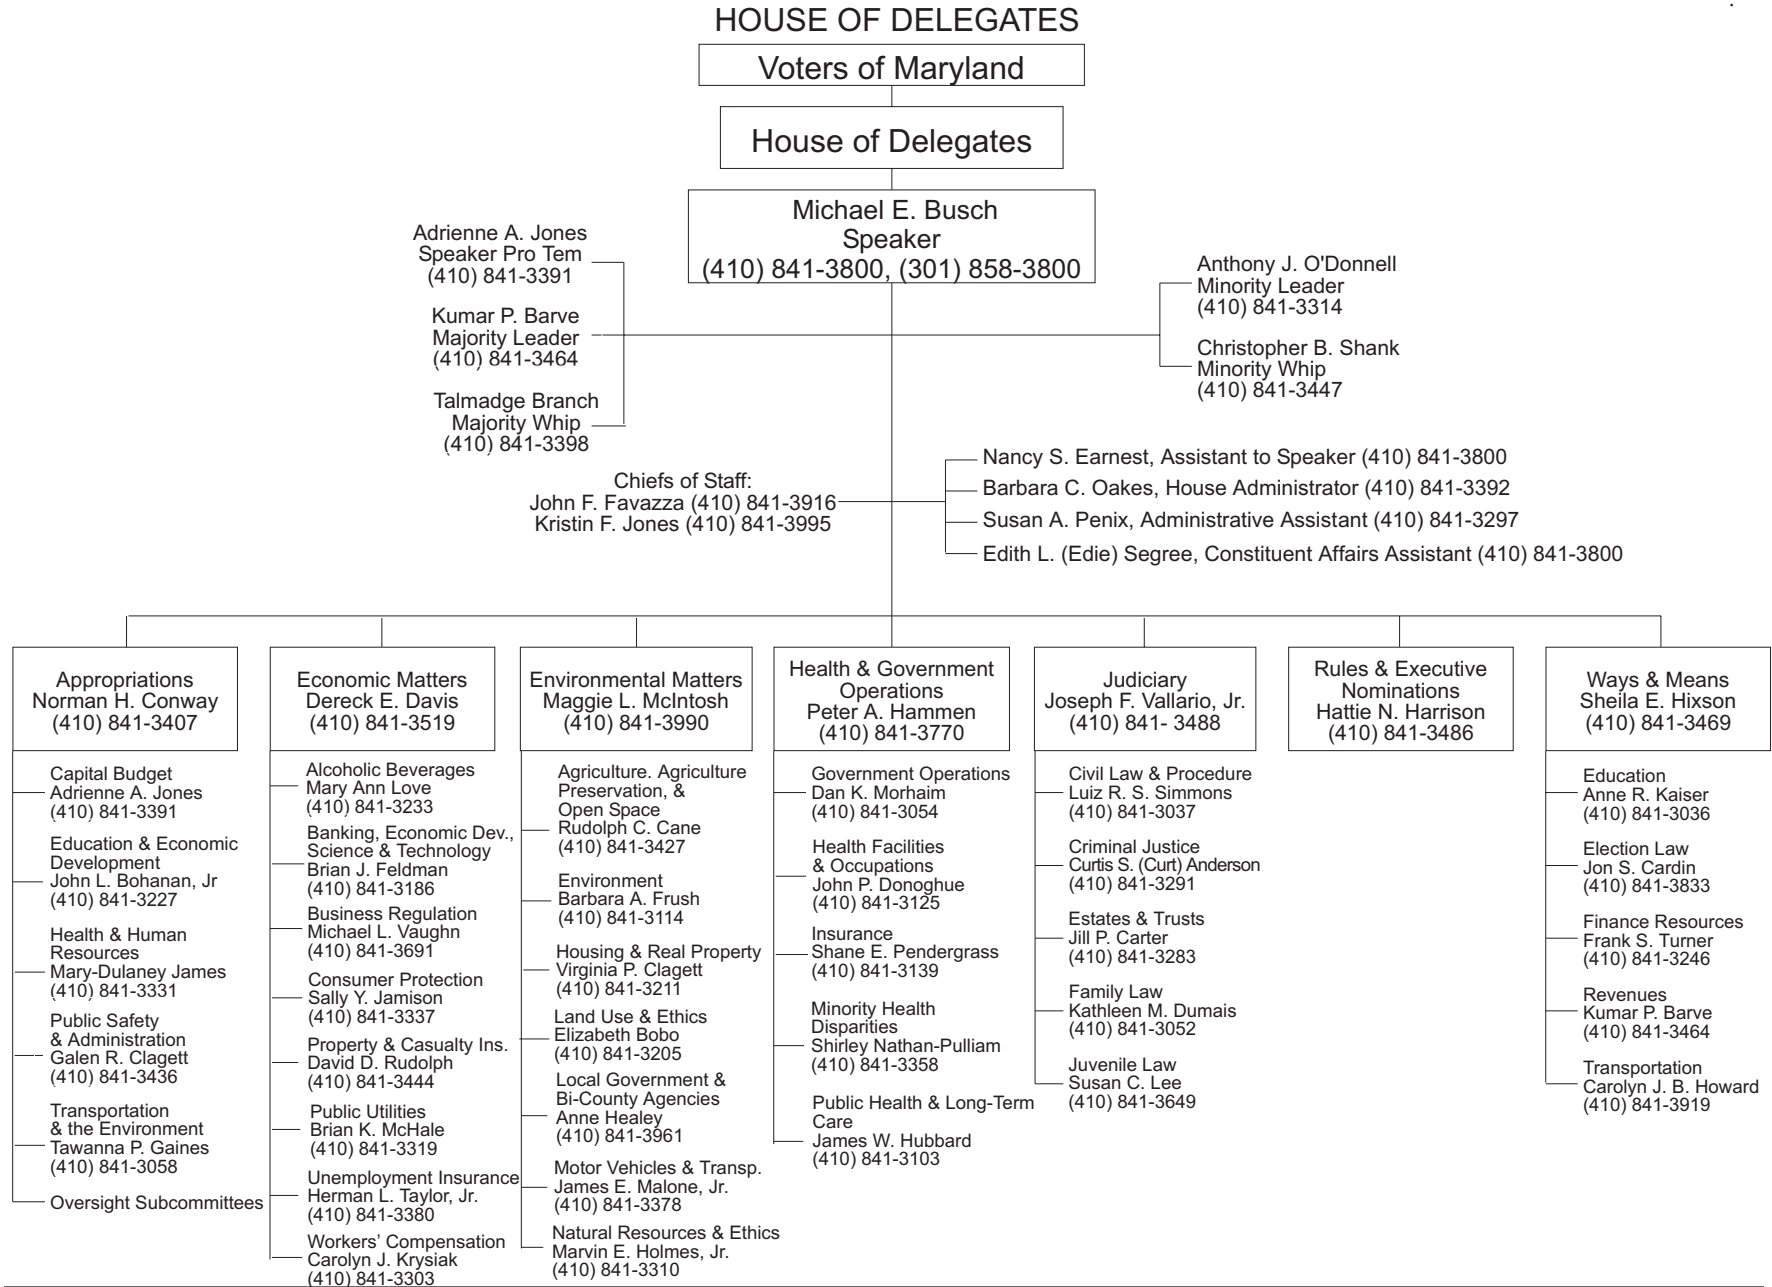 HOUSE OF DELEGATES
Voters of Maryland
House of Delegates
Michael E. Busch
Speaker
(410) 841-3800, (301) 858-3800
Adrienne A. Jones
Speaker Pro Tem
(410) 841-3391
Kumar P. Barve
Majority Leader
(410) 841-3464
Talmadge Branch
Majority Whip
(410) 841-3398
Anthony J. O'Donnell
Minority Leader
(410) 841-3314
Christopher B. Shank
Minority Whip
(410) 841-3447
Chiefs of Staff:
John F. Favazza (410) 841-3916
Kristin F. Jones (410) 841-3995
Nancy S. Earnest, Assistant to Speaker (410) 841-3800
Barbara C. Oakes, House Administrator (410) 841-3392
Susan A. Penix, Administrative Assistant (410) 841-3297
Edith L. (Edie) Segree, Constituent Affairs Assistant (410) 841-3800
Appropriations
Norman H. Conway
(410) 841-3407
Capital Budget
Adrienne A. Jones
(410) 841-3391
Education & Economic
Development
John L. Bohanan, Jr
(410) 841-3227
Health & Human
Resources
Mary-Dulaney James
(410) 841-3331
Public Safety
& Administration
Galen R. Clagett
(410) 841-3436
Transportation
& the Environment
Tawanna P. Gaines
(410) 841-3058
Oversight Subcommittees
Economic Matters
Dereck E. Davis
(410) 841-3519
Alcoholic Beverages
Mary Ann Love
(410) 841-3233
Banking, Economic Dev.,
Science & Technology
Brian J. Feldman
(410) 841-3186
Business Regulation
Michael L. Vaughn
(410) 841-3691
Consumer Protection
Sally Y. Jamison
(410) 841-3337
Property & Casualty Ins.
David D. Rudolph
(410) 841-3444
Public Utilities
Brian K. McHale
(410) 841-3319
Unemployment Insurance
Herman L. Taylor, Jr.
(410) 841-3380
Workers' Compensation
Carolyn J. Krysiak
(410) 841-3303
Environmental Matters
Maggie L. McIntosh
(410) 841-3990
Agriculture. Agriculture
Preservation, &
Open Space
Rudolph C. Cane
(410) 841-3427
Environment
Barbara A. Frush
(410) 841-3114
Housing & Real Property
Virginia P. Clagett
(410) 841-3211
Land Use & Ethics
Elizabeth Bobo
(410) 841-3205
Local Government &
Bi-County Agencies
Anne Healey
(410) 841-3961
Motor Vehicles & Transp.
James E. Malone, Jr.
(410) 841-3378
Natural Resources & Ethics
Marvin E. Holmes, Jr.
(410) 841-3310
Health & Government
Operations
Peter A. Hammen
(410) 841-3770
Government Operations
Dan K. Morhaim
(410) 841-3054
Health Facilities
& Occupations
John P. Donoghue
(410) 841-3125
Insurance
Shane E. Pendergrass
(410) 841-3139
Minority Health
Disparities
Shirley Nathan-Pulliam
(410) 841-3358
Public Health & Long-Term
Care
James W. Hubbard
(410) 841-3103
Judiciary
Joseph F. Vallario, Jr.
(410) 841- 3488
Civil Law & Procedure
Luiz R. S. Simmons
(410) 841-3037
Criminal Justice
Curtis S. (Curt) Anderson
(410) 841-3291
Estates & Trusts
Jill P. Carter
(410) 841-3283
Family Law
Kathleen M. Dumais
(410) 841-3052
Juvenile Law
Susan C. Lee
(410) 841-3649
Rules & Executive
Nominations
Hattie N. Harrison
(410) 841-3486
Ways & Means
Sheila E. Hixson
(410) 841-3469
Education
Anne R. Kaiser
(410) 841-3036
Election Law
Jon S. Cardin
(410) 841-3833
Finance Resources
Frank S. Turner
(410) 841-3246
Revenues
Kumar P. Barve
(410) 841-3464
Transportation
Carolyn J. B. Howard
(410) 841-3919